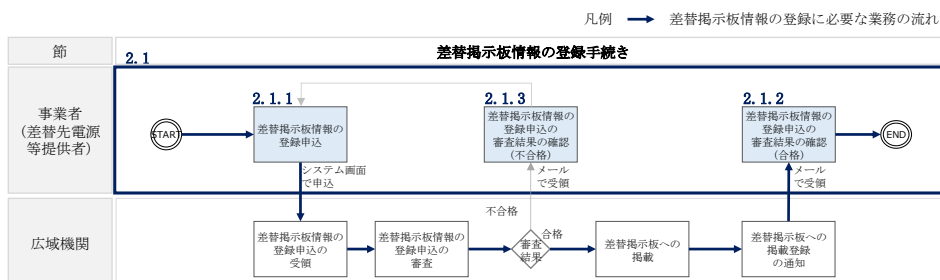 凡例 差替掲示板情報の登録に必要な業務の流れ
節
2.1
差替掲示板情報の登録手続き
事業者
(差替先電源
等提供者)
START
2.1.1
差替掲示板情報の
登録申込
システム画面
で申込
2.1.3
差替掲示板情報の
登録申込の
審査結果の確認
(不合格)
メール
で受領
2.1.2
差替掲示板情報の
登録申込の
審査結果の確認
(合格)
メール
で受領
END
広域機関
差替掲示板情報の
登録申込の
受領
差替掲示板情報の
登録申込の
審査
不合格
審査
結果
合格
差替掲示板への
掲載
差替掲示板への
掲載登録
の通知